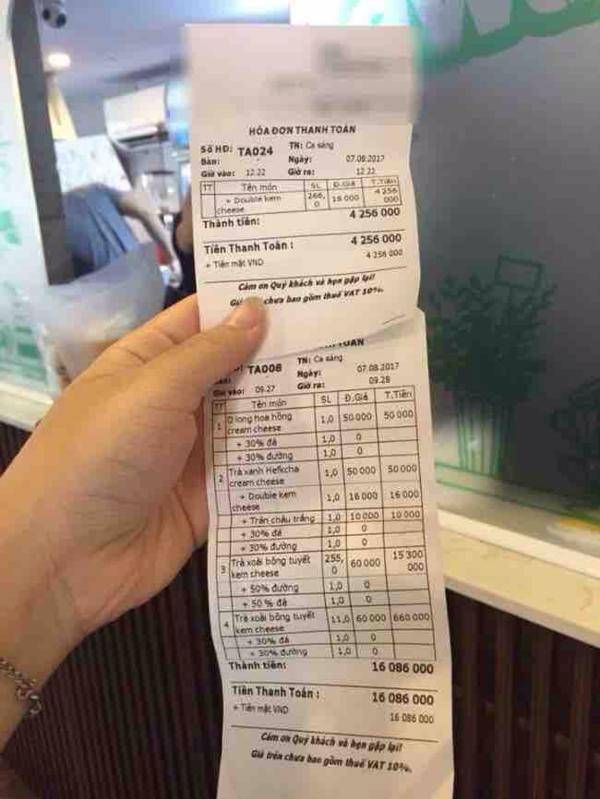 HÓA ĐƠN THANH TOÁN
Số HĐ: TA024 TN: Ca sáng
Bàn: Ngày: 07.08.2017
Giờ vào: 12.22 Giờ ra: 12.22
TT Tên món SL Đ.Giá T.Tiền
+ Double kem cheese 266,0 16 000 4 256 000
Thành tiền: 4 256 000
Tiền Thanh Toán : 4 256 000
+ Tiền mặt VND 4 256 000
Cám ơn Quý khách và hẹn gặp lại!
chưa bao gồm thuế VAT 10%.
TA008 TN: Ca sáng
Ngày: 07.08.2017
vào: 09.27 Giờ ra: 09.28
TT Tên món SL Đ.Giá T.Tiền
1 O long hoa hồng cream cheese 1,0 50 000 50 000
+ 30% đá 1,0 0
+ 30% đường 1,0 0
2 Trà xanh Hefkcha cream cheese 1,0 50 000 50 000
+ Double kem cheese 1,0 16 000 16 000
+ Trân châu trắng 1,0 10 000 10 000
+ 30% đá 1,0 0
+ 30% đường 1,0 0
3 Trà xoài bông tuyết kem cheese 255,0 60 000 15 300 000
+ 50% đường 1,0 0
+ 50 % đá 1,0 0
4 Trà xoài bông tuyết kem cheese 11,0 60 000 660 000
+ 30% đá 1,0 0
+ 30% đường 1,0 0
Thành tiền: 16 086 000
Tiền Thanh Toán : 16 086 000
+ Tiền mặt VND 16 086 000
Cám ơn Quý khách và hẹn gặp lại!
Giá trên chưa bao gồm thuế VAT 10%.